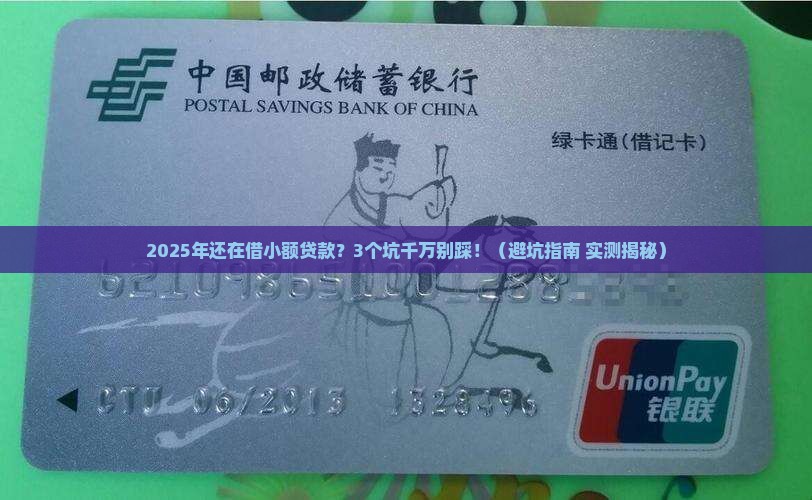 中国邮政储蓄银行
POSTAL SAVINGS BANK OF CHINA
绿卡通(借记卡)
2025年还在借小额贷款？3个坑千万别踩！（避坑指南 实测揭秘）
CTU 06/2013 1328496
UnionPay
银联